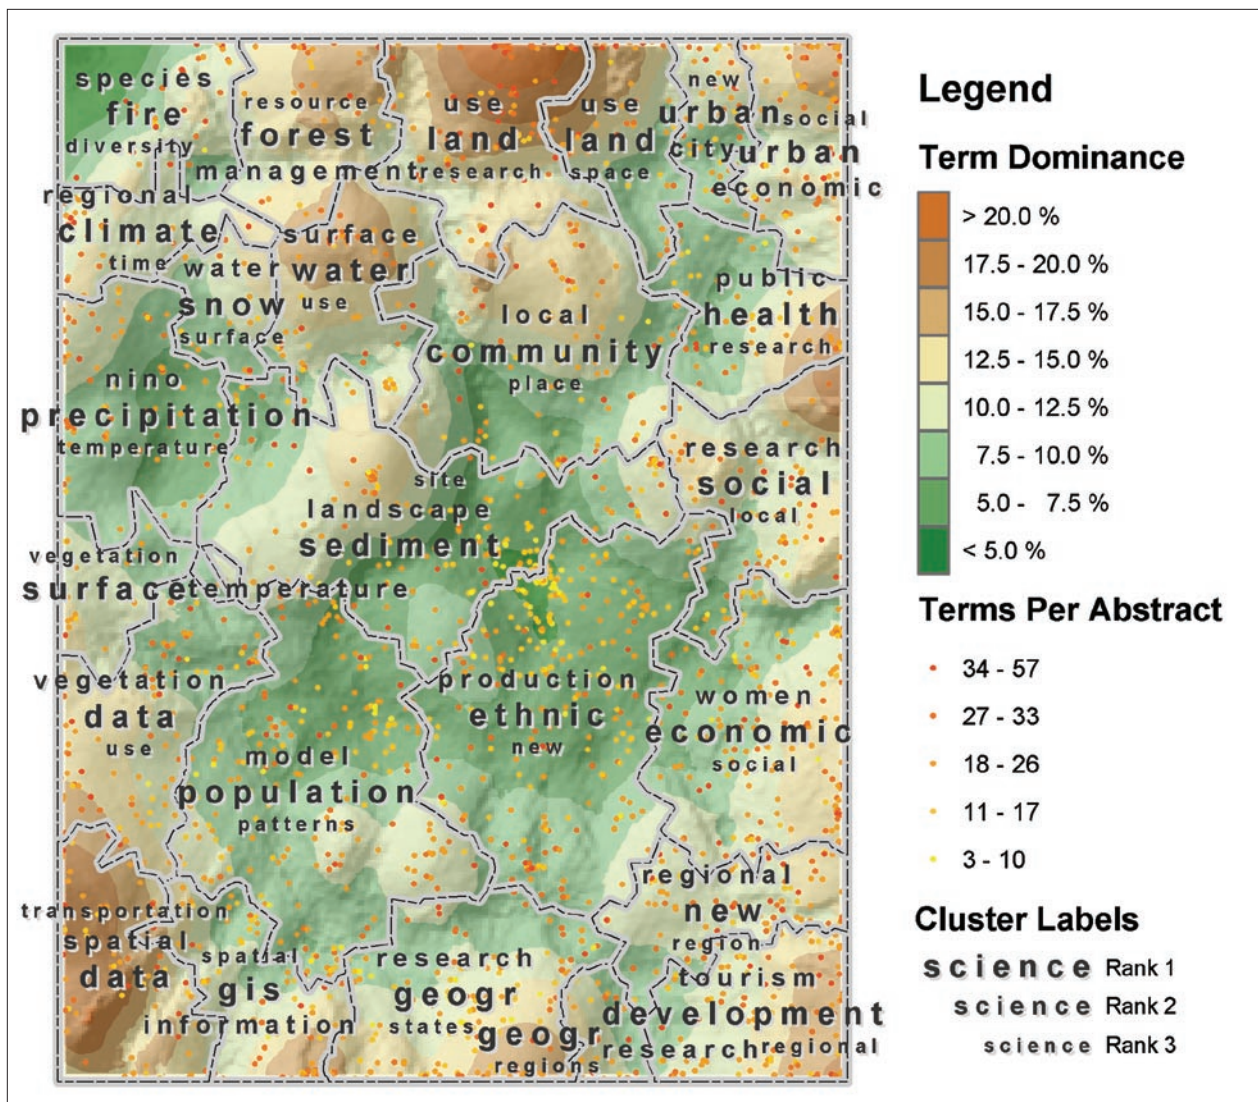 species
fire
diversity
resource
forest
management
use
land
research
use
land
space
new
urban
city
social
urban
economic
regional
climate
time
water
snow
surface
surface
water
use
local
community
place
public
health
research
nino
precipitation
temperature
research
social
local
site
landscape
sediment
vegetation
surface
temperature
vegetation
data
use
model
population
patterns
production
ethnic
new
women
economic
social
transportation
spatial
data
spatial
gis
information
research
geogr
states
geogr
regions
regional
new
region
tourism
development
research
regional
Legend
Term Dominance
> 20.0 %
17.5 - 20.0 %
15.0 - 17.5 %
12.5 - 15.0 %
10.0 - 12.5 %
7.5 - 10.0 %
5.0 - 7.5 %
< 5.0 %
Terms Per Abstract
34 - 57
27 - 33
18 - 26
11 - 17
3 - 10
Cluster Labels
science Rank 1
science Rank 2
science Rank 3